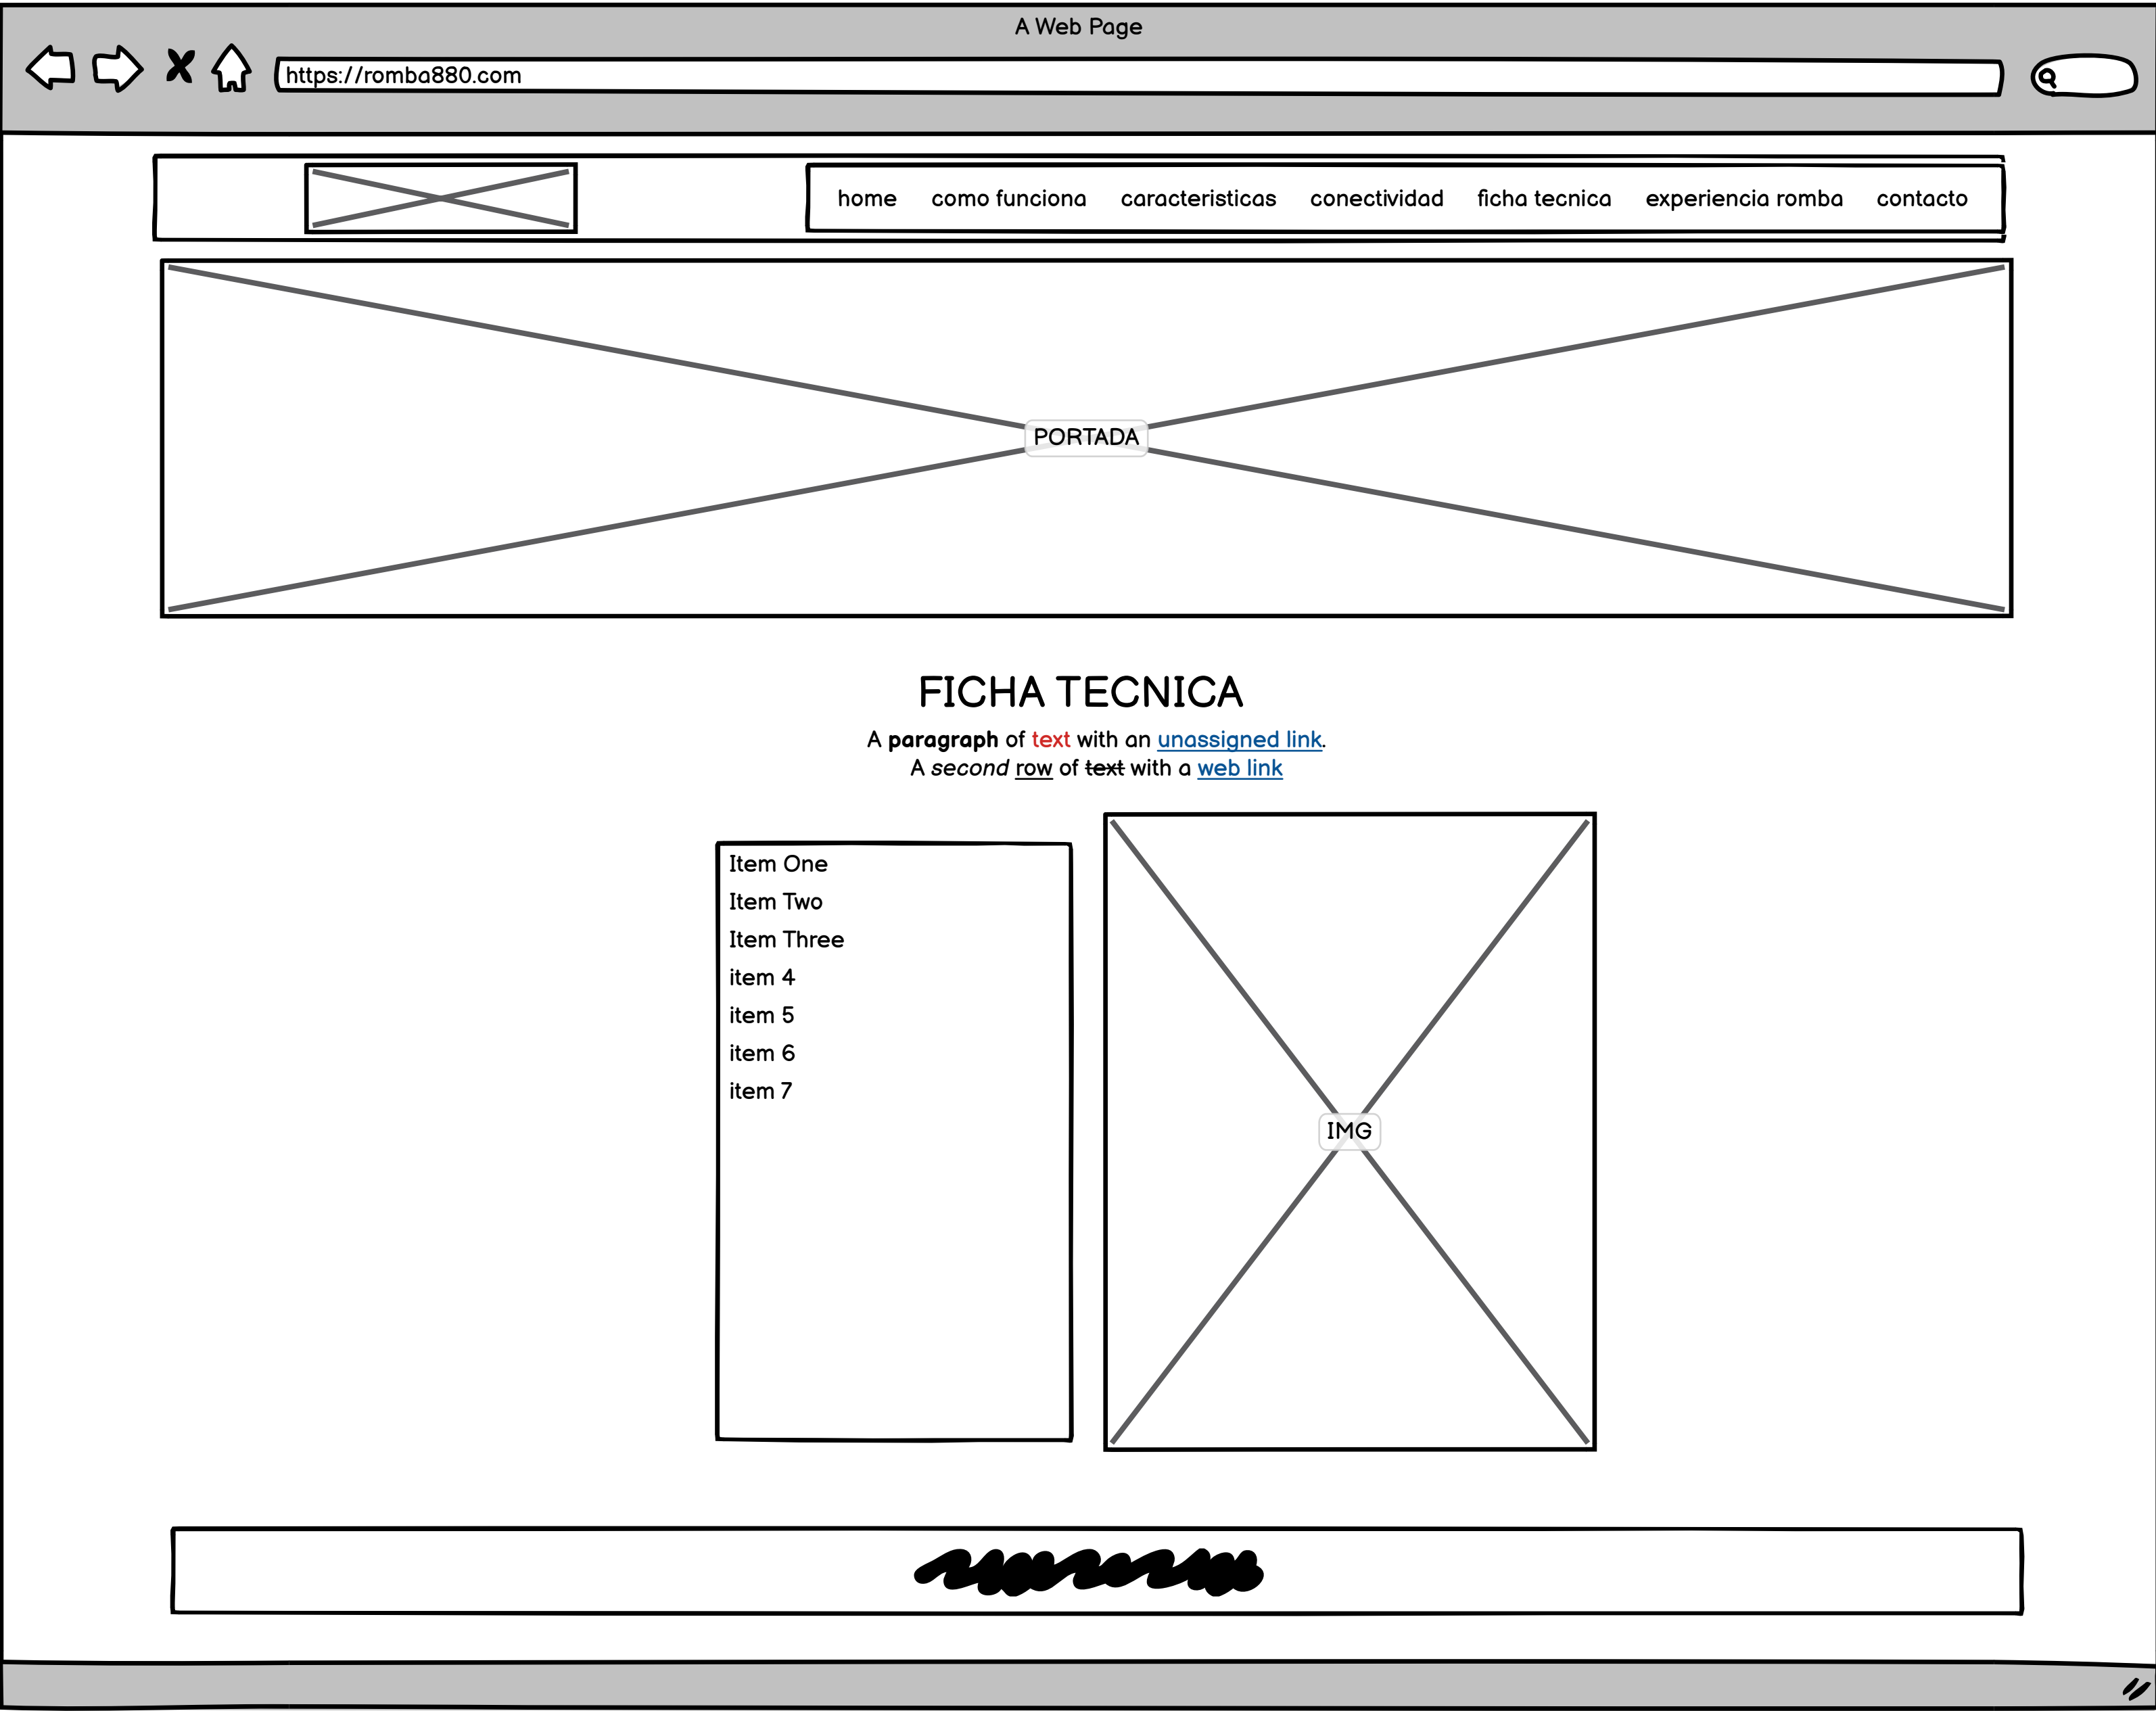 A Web Page
https://romba880.com
home como funciona caracteristicas conectividad ficha tecnica experiencia romba contacto
PORTADA
FICHA TECNICA
A paragraph of text with an unassigned link.
A second row of text with a web link
Item One
Item Two
Item Three
item 4
item 5
item 6
item 7
IMG